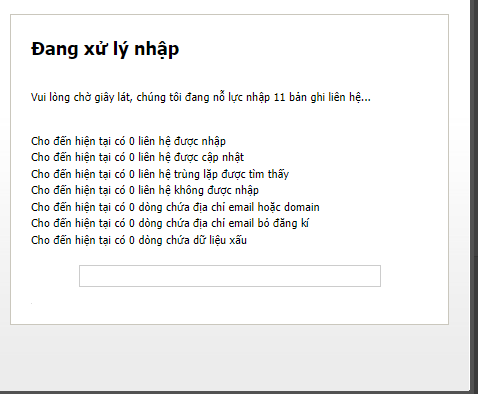 Đang xử lý nhập
Vui lòng chờ giây lát, chúng tôi đang nỗ lực nhập 11 bản ghi liên hệ...
Cho đến hiện tại có 0 liên hệ được nhập
Cho đến hiện tại có 0 liên hệ được cập nhật
Cho đến hiện tại có 0 liên hệ trùng lặp được tìm thấy
Cho đến hiện tại có 0 liên hệ không được nhập
Cho đến hiện tại có 0 dòng chứa địa chỉ email hoặc domain
Cho đến hiện tại có 0 dòng chứa địa chỉ email bỏ đăng kí
Cho đến hiện tại có 0 dòng chứa dữ liệu xấu